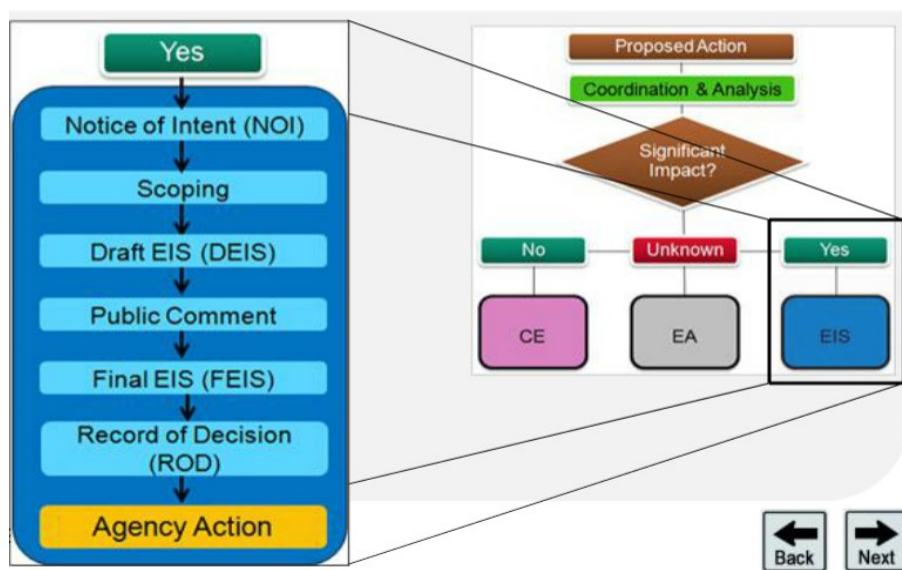 Yes
Notice of Intent (NOI)
Scoping
Draft EIS (DEIS)
Public Comment
Final EIS (FEIS)
Record of Decision
(ROD)
Agency Action
Proposed Action
Coordination & Analysis
Significant
Impact?
No
Unknown
Yes
CE
EA
EIS
Back
Next